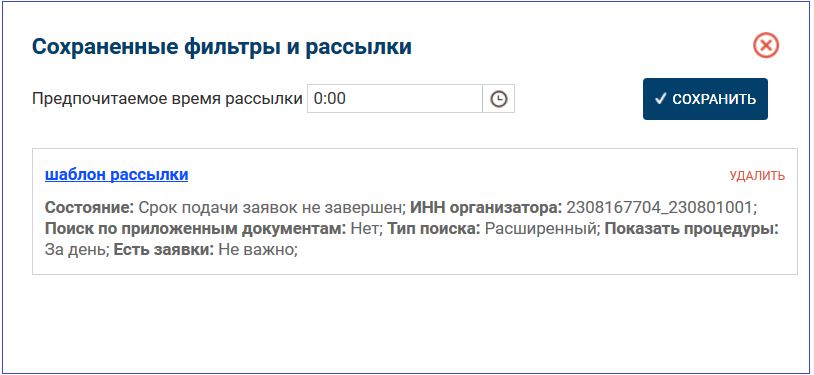 Сохраненные фильтры и рассылки
Предпочитаемое время рассылки 0:00 СОХРАНИТЬ
шаблон рассылки УДАЛИТЬ
Состояние: Срок подачи заявок не завершен; ИНН организатора: 2308167704_230801001;
Поиск по приложенным документам: Нет; Тип поиска: Расширенный; Показать процедуры:
За день; Есть заявки: Не важно;